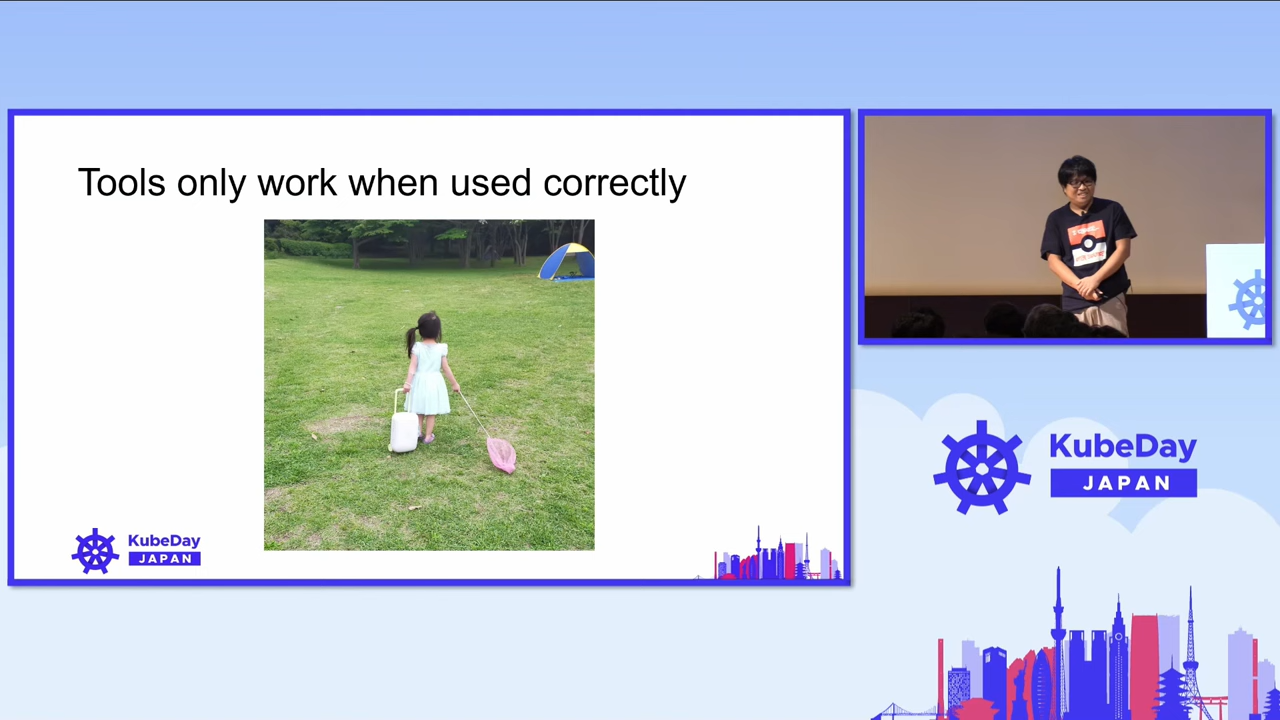 Tools only work when used correctly
KubeDay
JAPAN
KubeDay
JAPAN